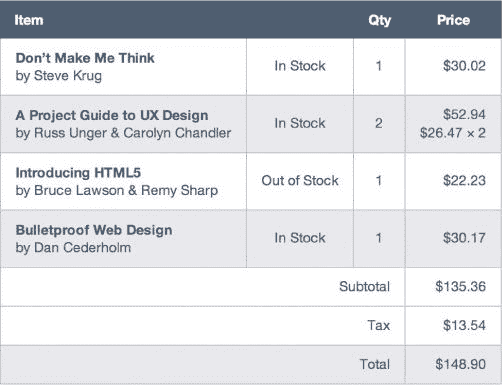 Item Qty Price
Don’t Make Me Think
by Steve Krug
In Stock 1 $30.02
A Project Guide to UX Design
by Russ Unger & Carolyn Chandler
In Stock 2 $52.94
$26.47 × 2
Introducing HTML5
by Bruce Lawson & Remy Sharp
Out of Stock 1 $22.23
Bulletproof Web Design
by Dan Cederholm
In Stock 1 $30.17
Subtotal $135.36
Tax $13.54
Total $148.90